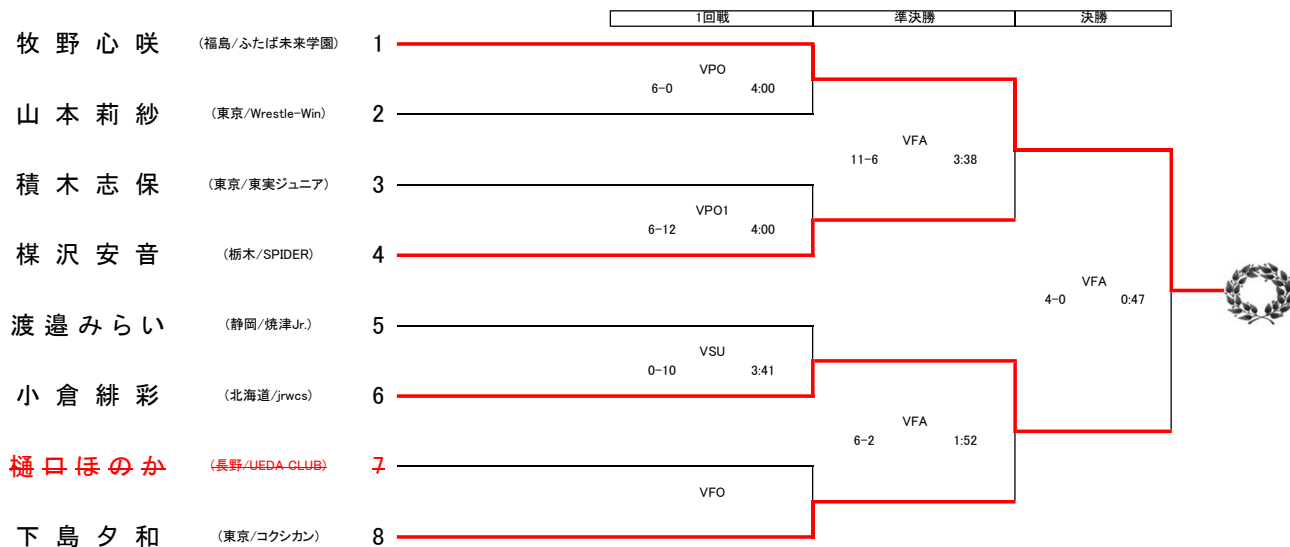 1回戦 準決勝 決勝
牧野心咲 (福島/ふたば未来学園) 1
VPO
6-0 4:00
山本莉紗 (東京/Wrestle-Win) 2
VFA
11-6 3:38
積木志保 (東京/東実ジュニア) 3
VPO1
6-12 4:00
楳沢安音 (栃木/SPIDER) 4
VFA
4-0 0:47
渡邉みらい (静岡/焼津Jr.) 5
VSU
0-10 3:41
小倉緋彩 (北海道/jrwcs) 6
VFA
6-2 1:52
樋口ほのか (長野/UEDA CLUB) 7
VFO
下島夕和 (東京/コクシカン) 8